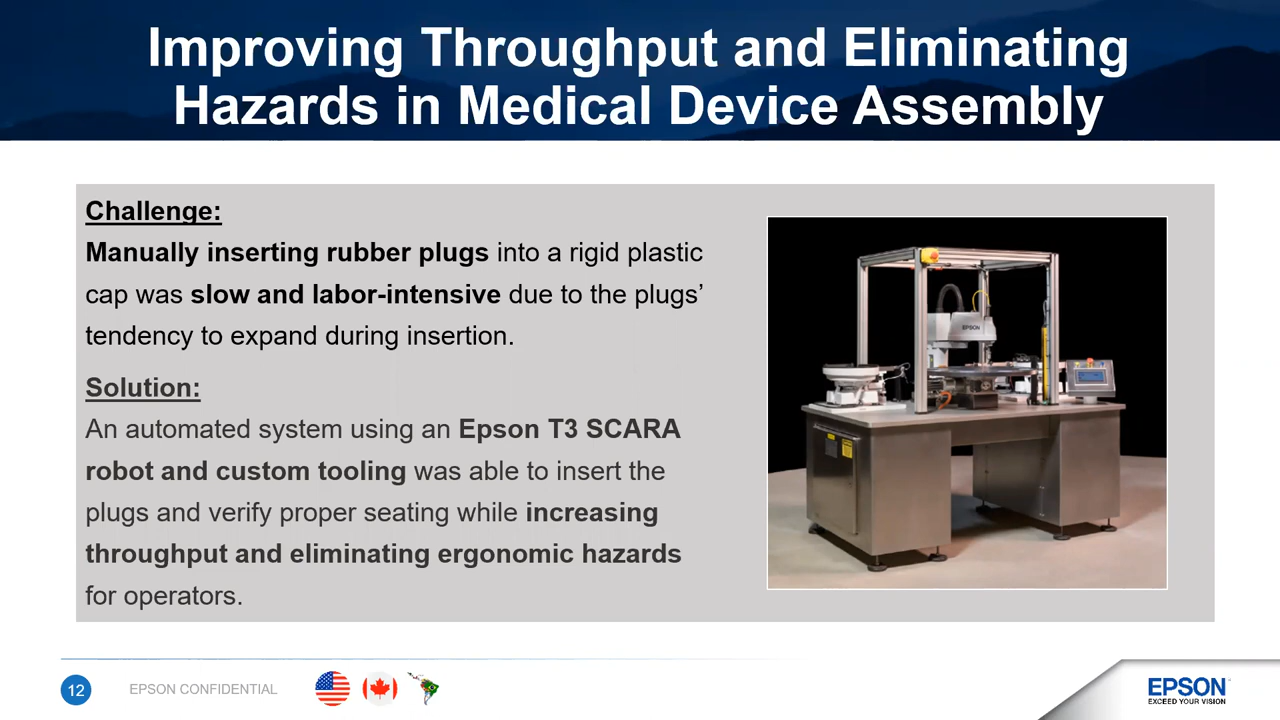 Improving Throughput and Eliminating
Hazards in Medical Device Assembly
Challenge:
Manually inserting rubber plugs into a rigid plastic
cap was slow and labor-intensive due to the plugs’
tendency to expand during insertion.
Solution:
An automated system using an Epson T3 SCARA
robot and custom tooling was able to insert the
plugs and verify proper seating while increasing
throughput and eliminating ergonomic hazards
for operators.
EPSON
12
EPSON CONFIDENTIAL
EPSON
EXCEED YOUR VISION